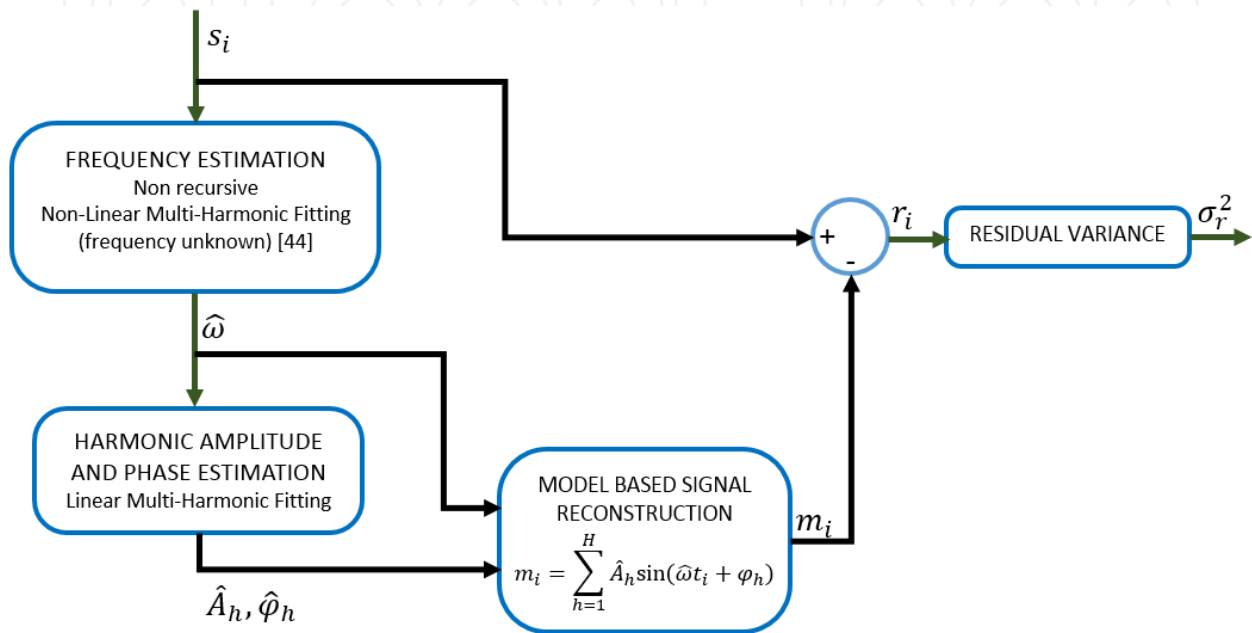 s_i
FREQUENCY ESTIMATION
Non recursive
Non-Linear Multi-Harmonic Fitting
(frequency unknown) [44]
+
-
r_i
RESIDUAL VARIANCE
σ_r^2
ω̂
HARMONIC AMPLITUDE
AND PHASE ESTIMATION
Linear Multi-Harmonic Fitting
Â_h, φ̂_h
MODEL BASED SIGNAL
RECONSTRUCTION
m_i = ∑_{h=1}^{H} Â_h sin(ω̂t_i + φ_h)
m_i